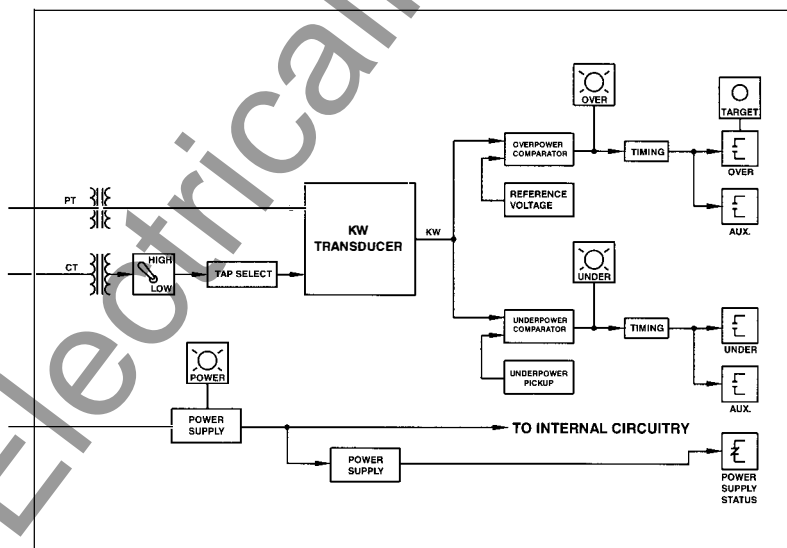 OVER
TARGET
OVERPOWER
COMPARATOR
TIMING
OVER
REFERENCE
VOLTAGE
AUX.
PT
KW
TRANSDUCER
KW
CT
HIGH
LOW
TAP SELECT
UNDER
UNDERPOWER
COMPARATOR
TIMING
UNDER
UNDERPOWER
PICKUP
AUX.
POWER
POWER
SUPPLY
TO INTERNAL CIRCUITRY
POWER
SUPPLY
POWER
SUPPLY
STATUS
Electrical